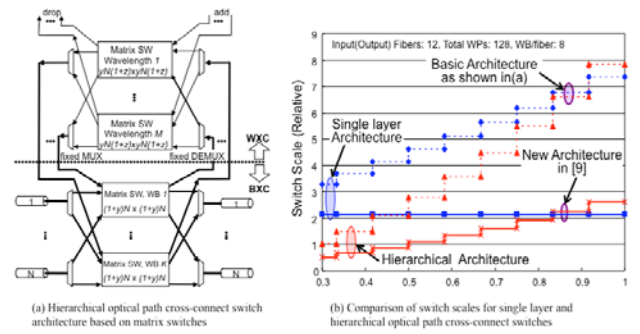 drop
add
...
...
Matrix SW
Wavelength 1
yN(1+z)xyN(1+z)
Matrix SW
Wavelength M
yN(1+z)xyN(1+z)
WXC
fixed MUX
fixed DEMUX
BXC
Matrix SW, WB 1
(1+y)N x (1+y)N
1
1
Matrix SW, WB K
(1+y)N x (1+y)N
N
N
(a) Hierarchical optical path cross-connect switch
architecture based on matrix switches
Input(Output) Fibers: 12, Total WPs: 128, WB/fiber: 8
Switch Scale (Relative)
9
8
7
6
5
4
3
2
1
0
Basic Architecture
as shown in(a)
Single layer
Architecture
New Architecture
in [9]
Hierarchical Architecture
0.3 0.4 0.5 0.6 0.7 0.8 0.9 1
(b) Comparison of switch scales for single layer and
hierarchical optical path cross-connect switches